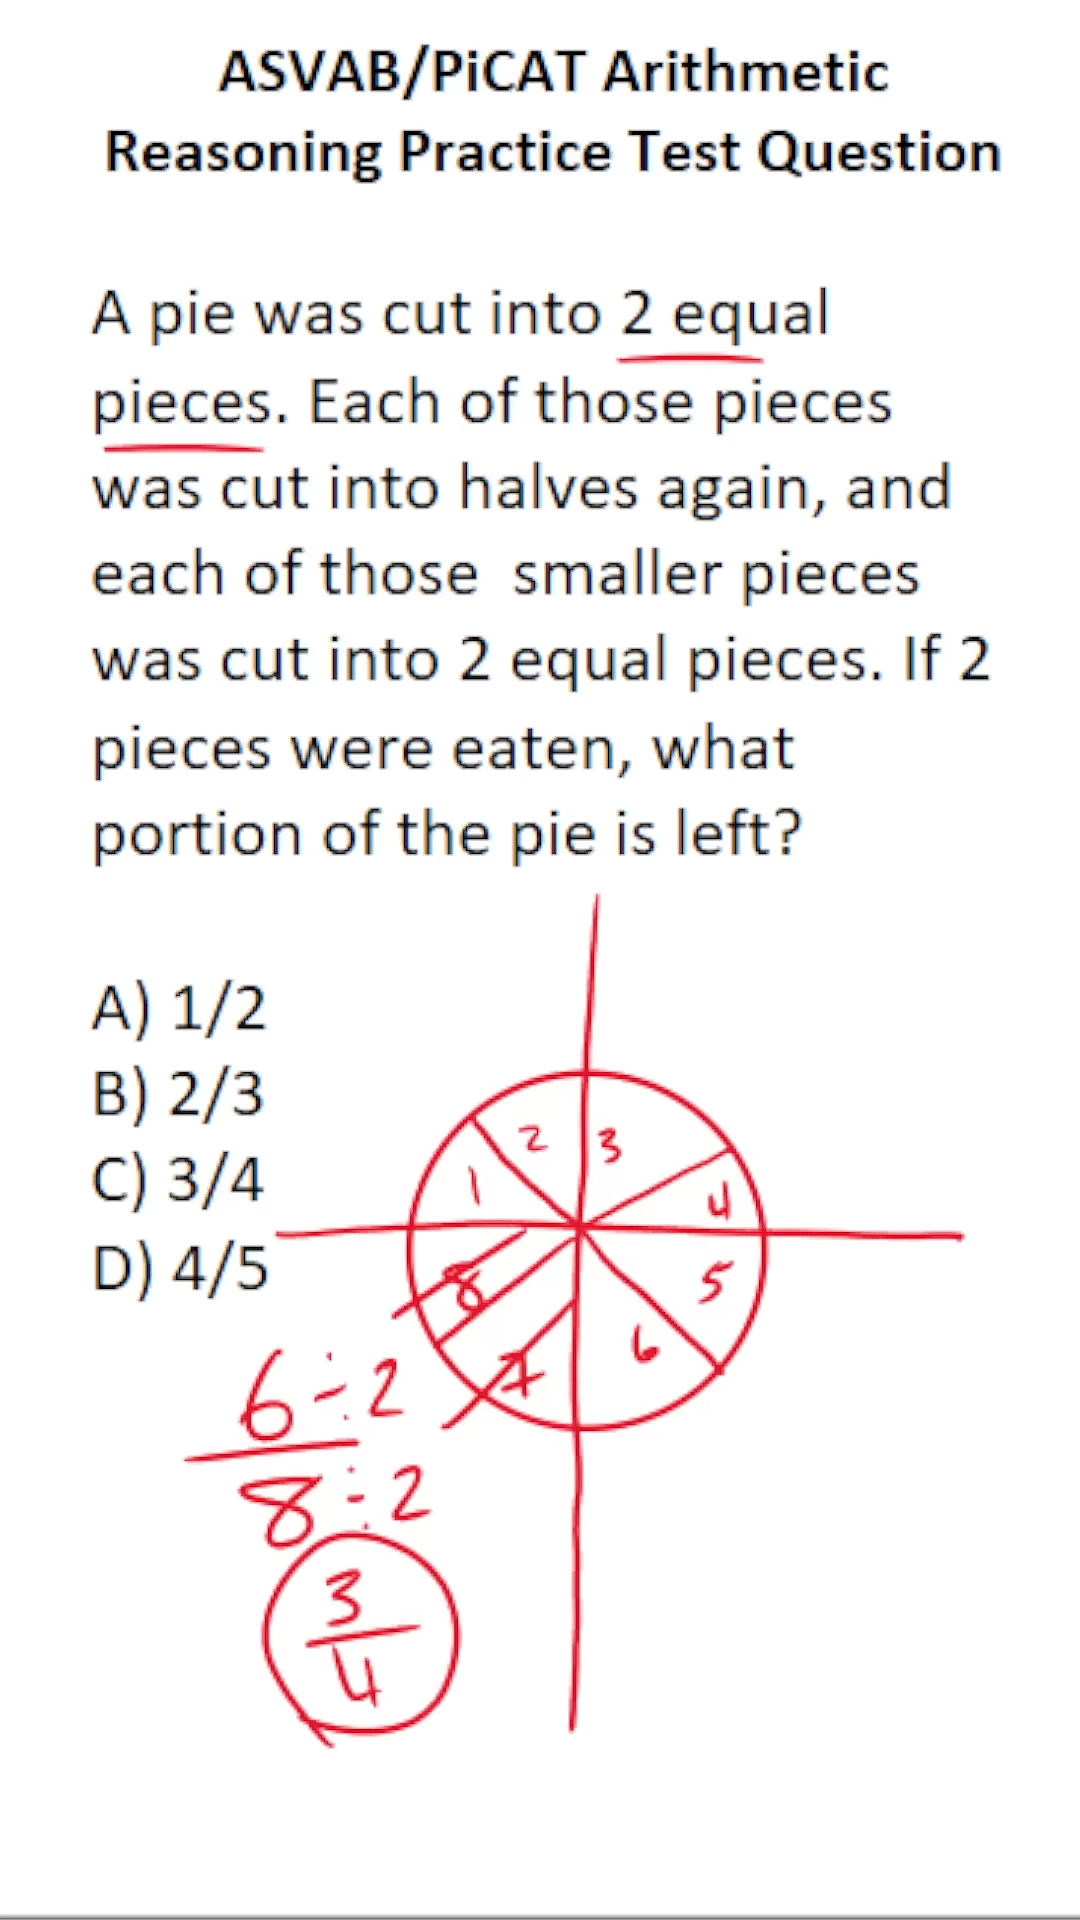 ASVAB/PiCAT Arithmetic
Reasoning Practice Test Question
A pie was cut into 2 equal
pieces. Each of those pieces
was cut into halves again, and
each of those smaller pieces
was cut into 2 equal pieces. If 2
pieces were eaten, what
portion of the pie is left?
A) 1/2
B) 2/3
C) 3/4
D) 4/5
2 3
1 4
8 5
7 6
6 ÷ 2
8 ÷ 2
3
4